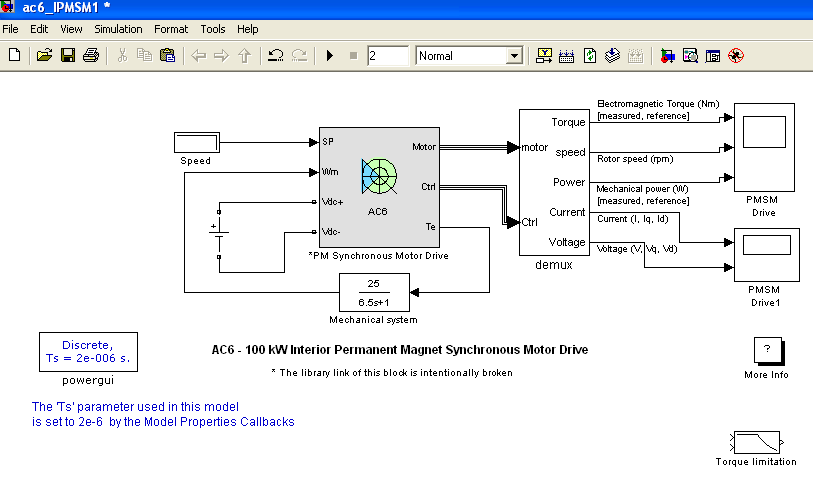 ac6_IPMSM1 *
File Edit View Simulation Format Tools Help
2 Normal
Speed
SP
Wm
Vdc+
Vdc-
Motor
Ctrl
Te
AC6
*PM Synchronous Motor Drive
+
25
6.5s+1
Mechanical system
motor
Ctrl
Torque
speed
Power
Current
Voltage
demux
Electromagnetic Torque (Nm)
[measured, reference]
Rotor speed (rpm)
Mechanical power (W)
[measured, reference]
Current (I, Iq, Id)
Voltage (V, Vq, Vd)
PMSM
Drive
PMSM
Drive1
Discrete,
Ts = 2e-006 s.
powergui
AC6 - 100 kW Interior Permanent Magnet Synchronous Motor Drive
* The library link of this block is intentionally broken
?
More Info
The 'Ts' parameter used in this model
is set to 2e-6 by the Model Properties Callbacks
Torque limitation